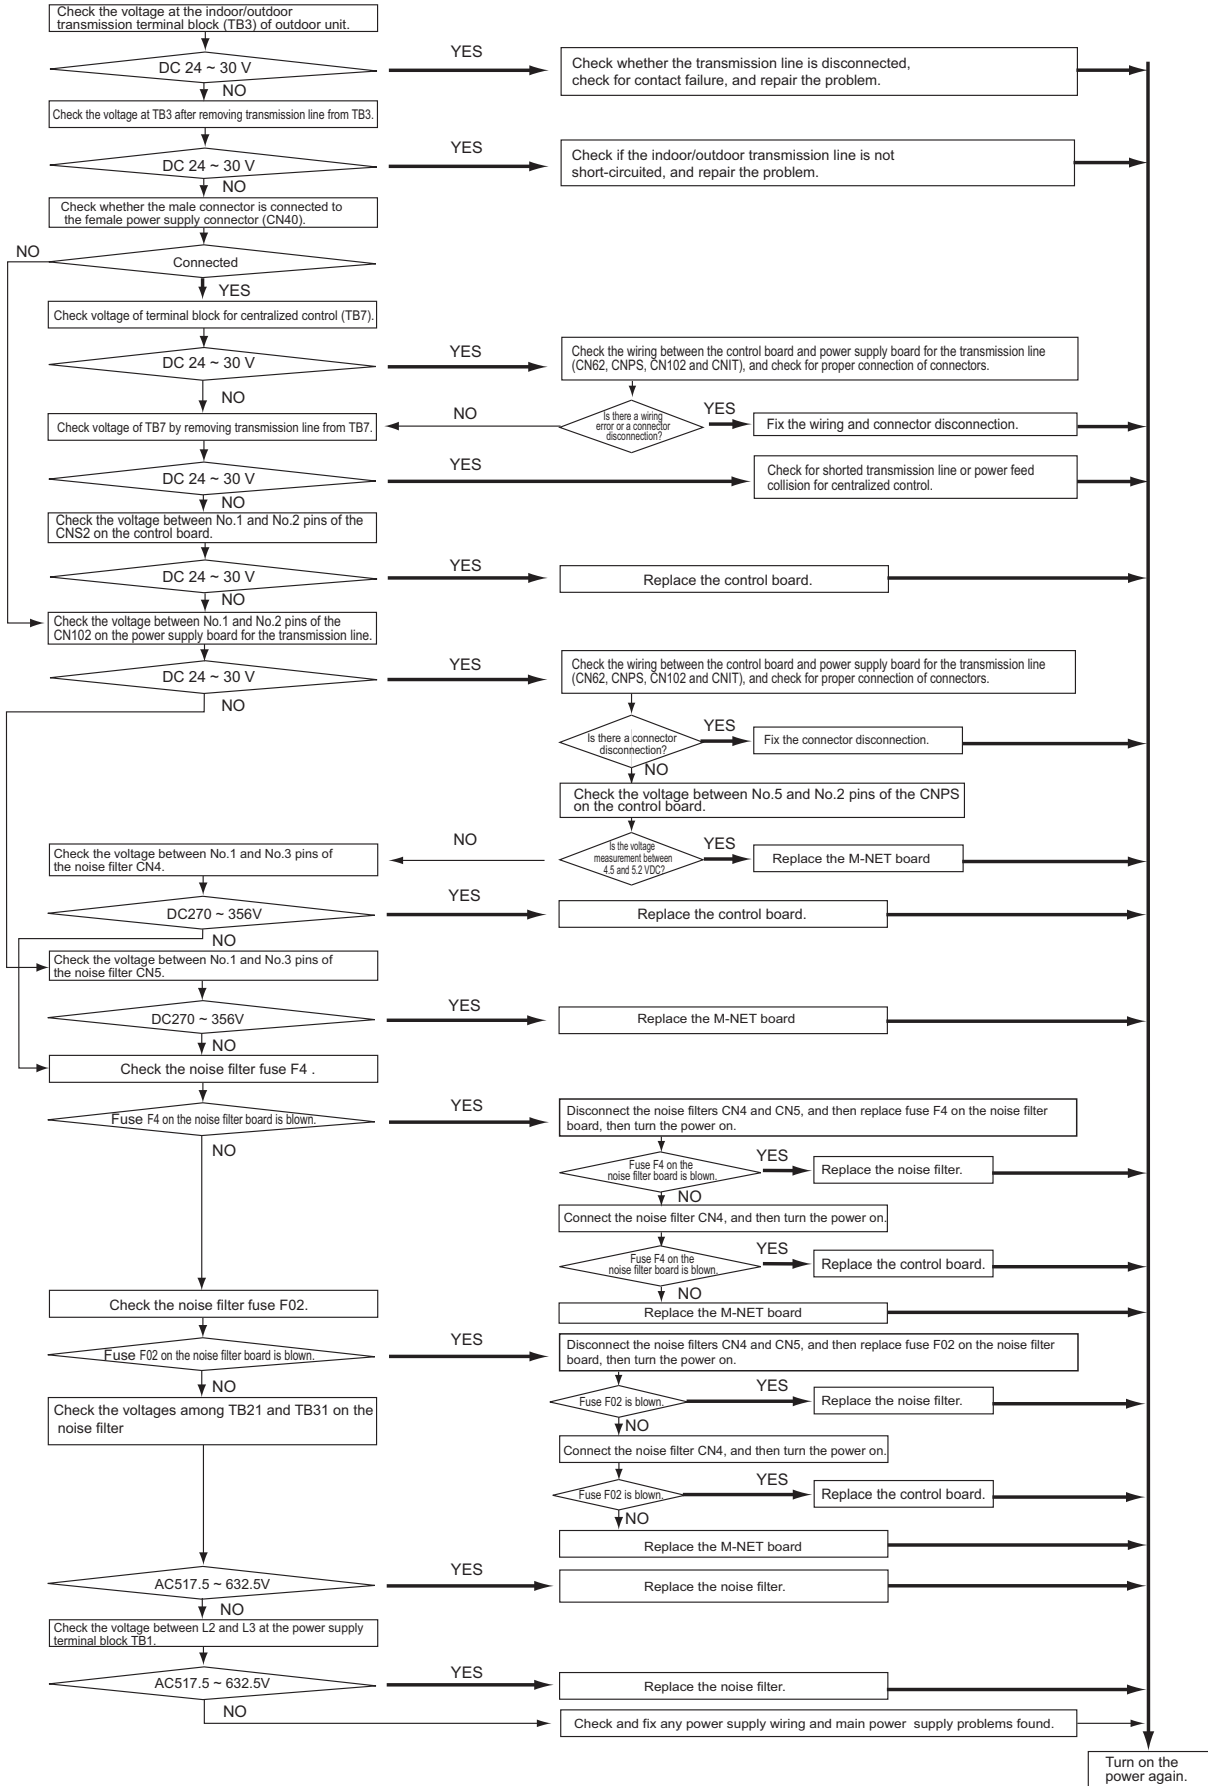 Check the voltage at the indoor/outdoor
transmission terminal block (TB3) of outdoor unit.
DC 24 ~ 30 V
YES
Check whether the transmission line is disconnected,
check for contact failure, and repair the problem.
NO
Check the voltage at TB3 after removing transmission line from TB3.
DC 24 ~ 30 V
YES
Check if the indoor/outdoor transmission line is not
short-circuited, and repair the problem.
NO
Check whether the male connector is connected to
the female power supply connector (CN40).
NO
Connected
YES
Check voltage of terminal block for centralized control (TB7).
DC 24 ~ 30 V
YES
Check the wiring between the control board and power supply board for the transmission line
(CN62, CNPS, CN102 and CNIT), and check for proper connection of connectors.
NO
Is there a wiring
error or a connector
disconnection?
YES
Fix the wiring and connector disconnection.
NO
Check voltage of TB7 by removing transmission line from TB7.
DC 24 ~ 30 V
YES
Check for shorted transmission line or power feed
collision for centralized control.
NO
Check the voltage between No.1 and No.2 pins of the
CNS2 on the control board.
DC 24 ~ 30 V
YES
Replace the control board.
NO
Check the voltage between No.1 and No.2 pins of the
CN102 on the power supply board for the transmission line.
DC 24 ~ 30 V
YES
Check the wiring between the control board and power supply board for the transmission line
(CN62, CNPS, CN102 and CNIT), and check for proper connection of connectors.
NO
Is there a connector
disconnection?
YES
Fix the connector disconnection.
NO
Check the voltage between No.5 and No.2 pins of the CNPS
on the control board.
Is the voltage
measurement between
4.5 and 5.2 VDC?
YES
Replace the M-NET board
NO
Check the voltage between No.1 and No.3 pins of
the noise filter CN4.
DC270 ~ 356V
YES
Replace the control board.
NO
Check the voltage between No.1 and No.3 pins of
the noise filter CN5.
DC270 ~ 356V
YES
Replace the M-NET board
NO
Check the noise filter fuse F4 .
Fuse F4 on the noise filter board is blown.
YES
Disconnect the noise filters CN4 and CN5, and then replace fuse F4 on the noise filter
board, then turn the power on.
NO
Fuse F4 on the
noise filter board is blown.
YES
Replace the noise filter.
NO
Connect the noise filter CN4, and then turn the power on.
Fuse F4 on the
noise filter board is blown.
YES
Replace the control board.
NO
Replace the M-NET board
Check the noise filter fuse F02.
Fuse F02 on the noise filter board is blown.
YES
Disconnect the noise filters CN4 and CN5, and then replace fuse F02 on the noise filter
board, then turn the power on.
NO
Fuse F02 is blown.
YES
Replace the noise filter.
NO
Connect the noise filter CN4, and then turn the power on.
Fuse F02 is blown.
YES
Replace the control board.
NO
Replace the M-NET board
Check the voltages among TB21 and TB31 on the
noise filter
AC517.5 ~ 632.5V
YES
Replace the noise filter.
NO
Check the voltage between L2 and L3 at the power supply
terminal block TB1.
AC517.5 ~ 632.5V
YES
Replace the noise filter.
NO
Check and fix any power supply wiring and main power supply problems found.
Turn on the
power again.